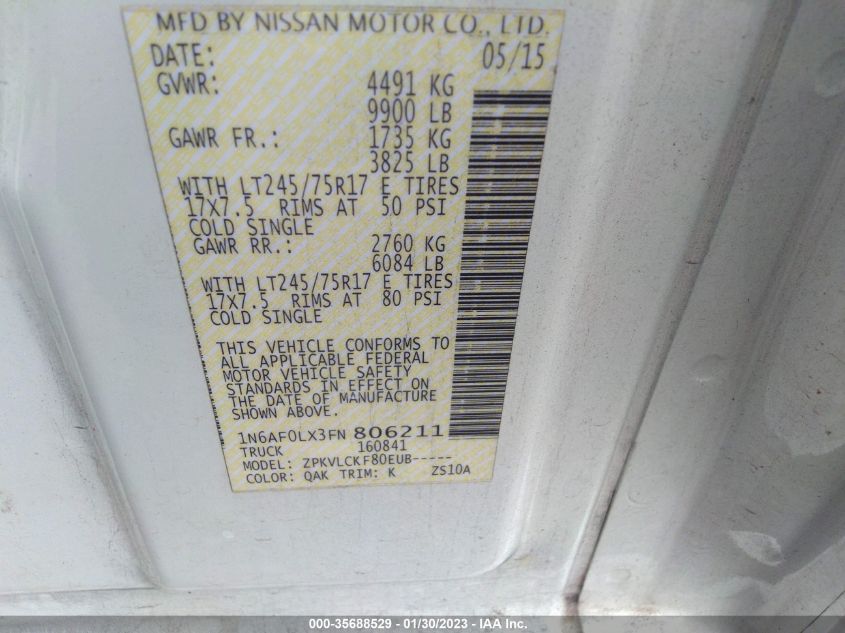 MFD BY NISSAN MOTOR CO., LTD.
DATE: 05/15
GVWR: 4491 KG
9900 LB
GAWR FR.: 1735 KG
3825 LB
WITH LT245/75R17 E TIRES
17X7.5 RIMS AT 50 PSI
COLD SINGLE
GAWR RR.: 2760 KG
6084 LB
WITH LT245/75R17 E TIRES
17X7.5 RIMS AT 80 PSI
COLD SINGLE
THIS VEHICLE CONFORMS TO
ALL APPLICABLE FEDERAL
MOTOR VEHICLE SAFETY
STANDARDS IN EFFECT ON
THE DATE OF MANUFACTURE
SHOWN ABOVE
1N6AF0LX3FN 806211
TRUCK 160841
MODEL: ZPKVLCKF80EUB-----
COLOR: QAK TRIM: K ZS10A
000-35688529 - 01/30/2023 - IAA Inc.